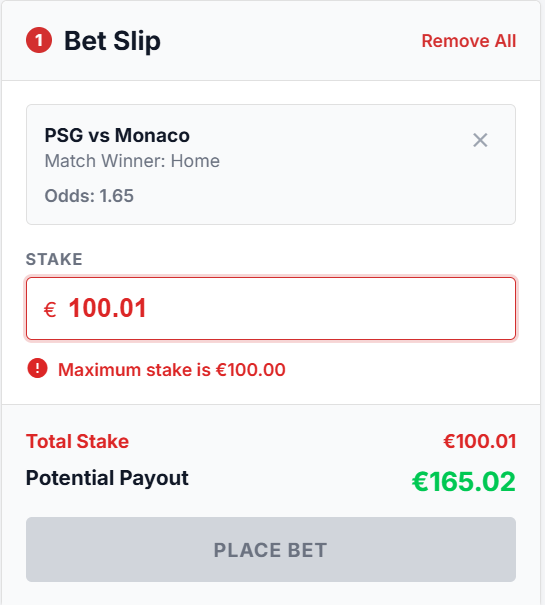 1 Bet Slip Remove All
PSG vs Monaco
Match Winner: Home
Odds: 1.65
STAKE
€ 100.01
! Maximum stake is €100.00
Total Stake €100.01
Potential Payout €165.02
PLACE BET